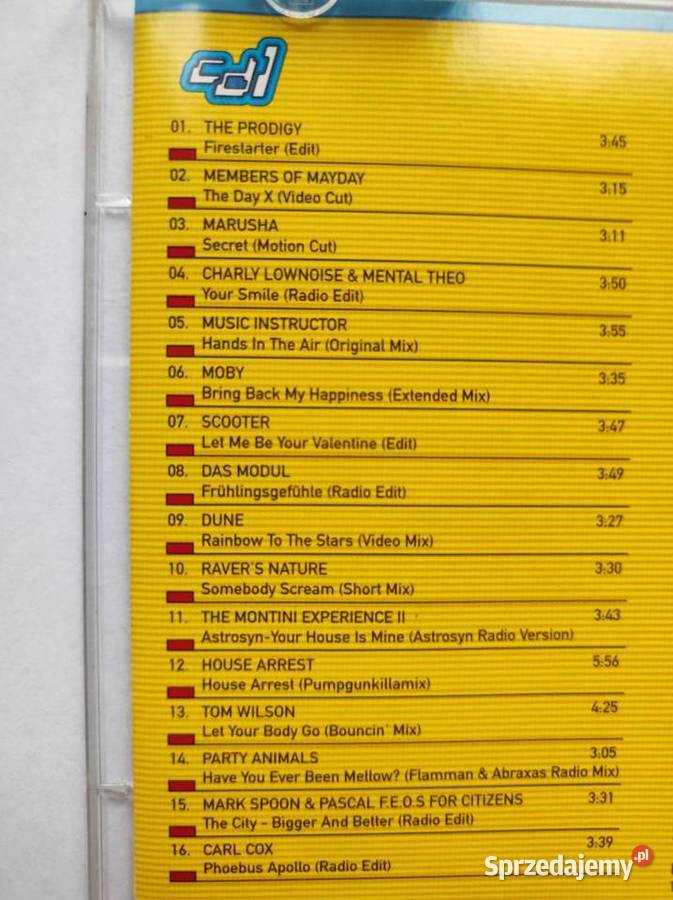 cd1
01. THE PRODIGY
Firestarter (Edit) 3:45
02. MEMBERS OF MAYDAY
The Day X (Video Cut) 3:15
03. MARUSHA
Secret (Motion Cut) 3:11
04. CHARLY LOWNOISE & MENTAL THEO
Your Smile (Radio Edit) 3:50
05. MUSIC INSTRUCTOR
Hands In The Air (Original Mix) 3:55
06. MOBY
Bring Back My Happiness (Extended Mix) 3:35
07. SCOOTER
Let Me Be Your Valentine (Edit) 3:47
08. DAS MODUL
Frühlingsgefühle (Radio Edit) 3:49
09. DUNE
Rainbow To The Stars (Video Mix) 3:27
10. RAVER'S NATURE 3:30
Somebody Scream (Short Mix)
11. THE MONTINI EXPERIENCE II 3:43
Astrosyn-Your House Is Mine (Astrosyn Radio Version)
12. HOUSE ARREST 5:56
House Arrest (Pumpgunkillamix)
13. TOM WILSON 4:25
Let Your Body Go (Bouncin' Mix)
14. PARTY ANIMALS 3:05
Have You Ever Been Mellow? (Flamman & Abraxas Radio Mix)
15. MARK SPOON & PASCAL F.E.O.S FOR CITIZENS 3:31
The City - Bigger And Better (Radio Edit)
16. CARL COX 3:39
Phoebus Apollo (Radio Edit)
Sprzedajemy.pl